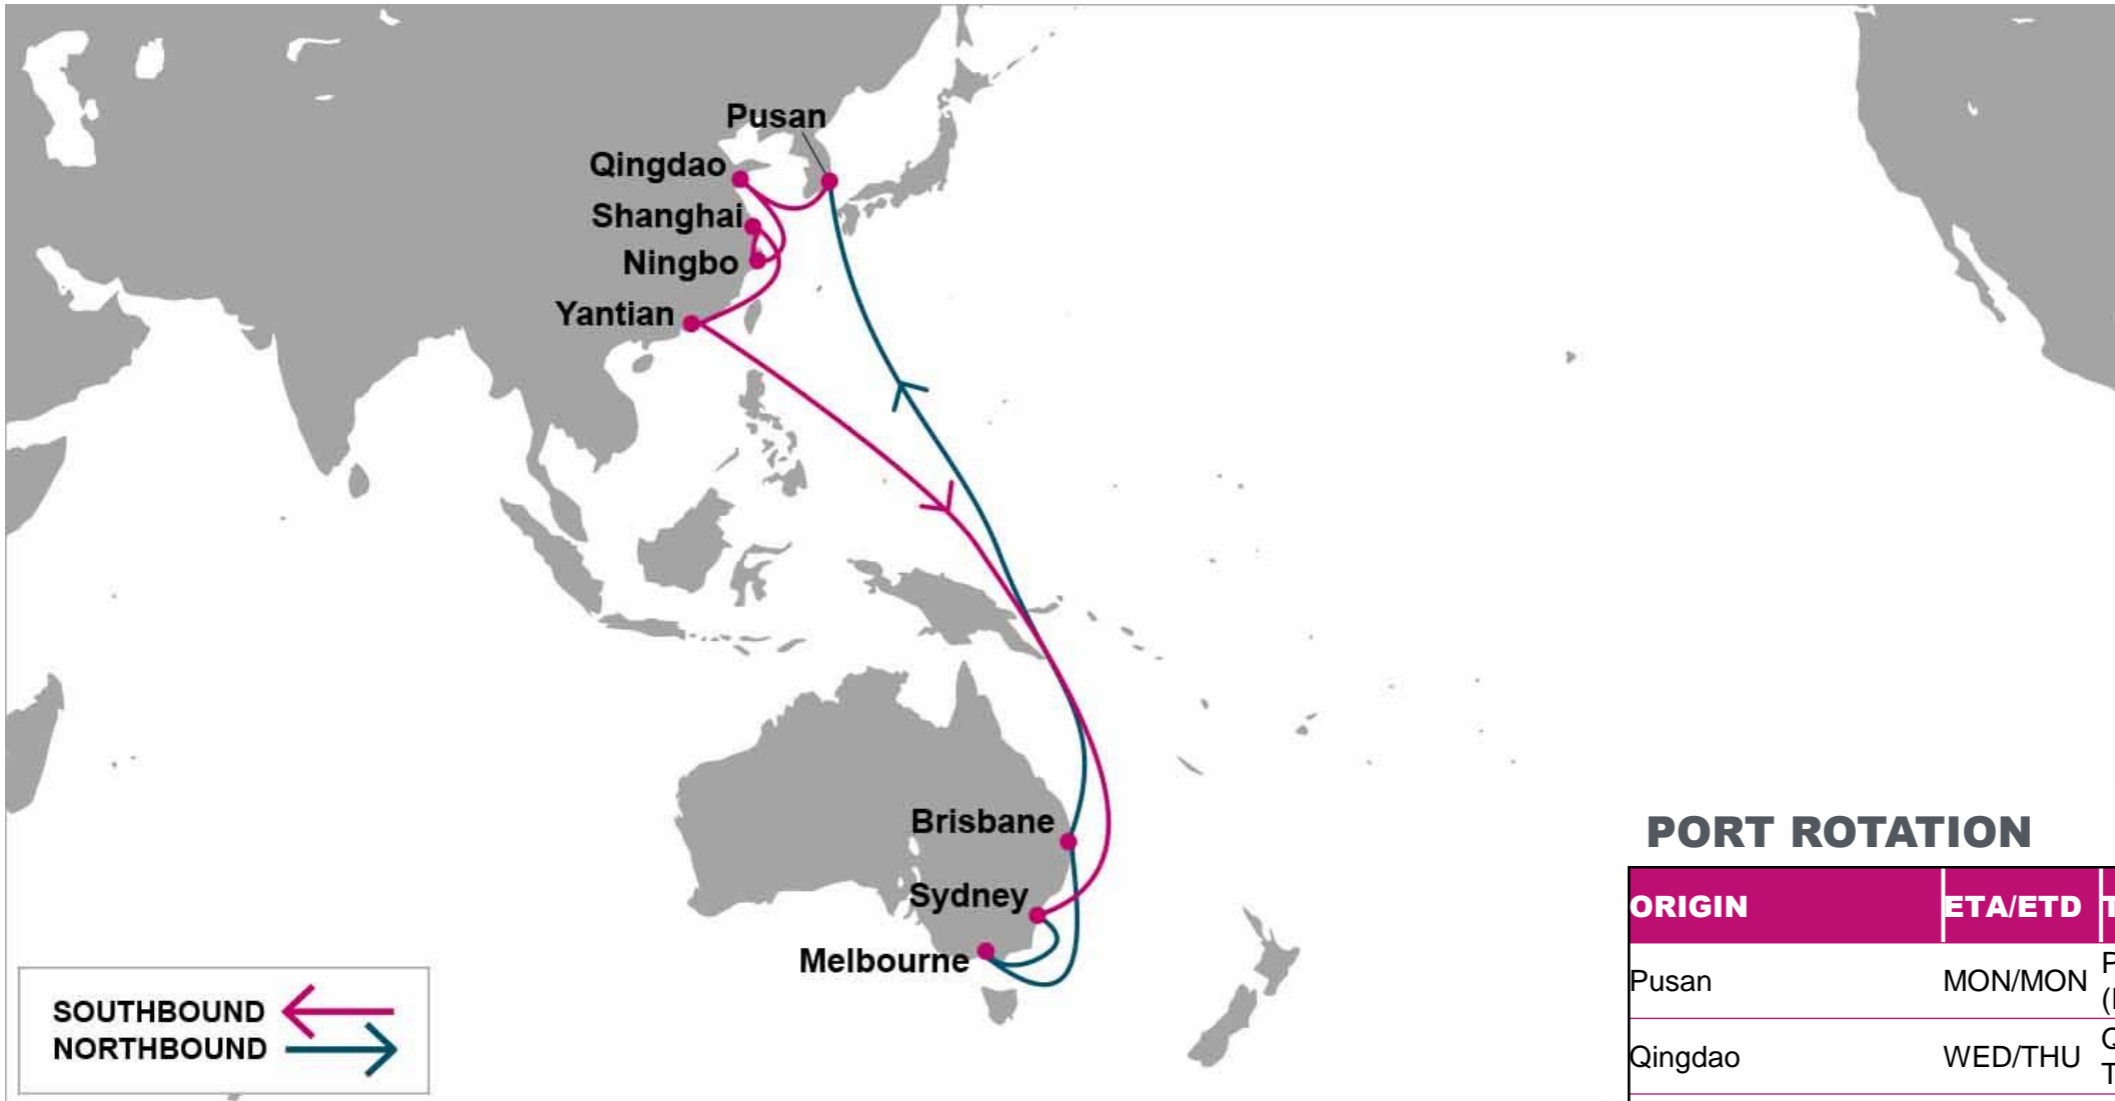 Pusan
Qingdao
Shanghai
Ningbo
Yantian
Brisbane
Sydney
Melbourne
SOUTHBOUND
NORTHBOUND
PORT ROTATION
ORIGIN ETA/ETD
Pusan MON/MON
Qingdao WED/THU